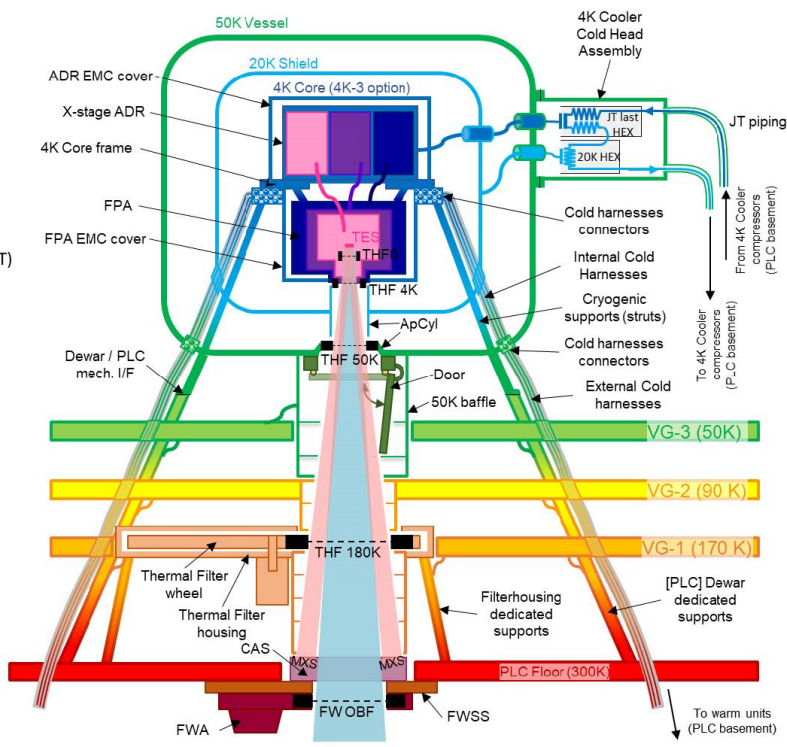 50K Vessel
4K Cooler
Cold Head
Assembly
20K Shield
ADR EMC cover
4K Core (4K-3 option)
X-stage ADR
JT last
HEX
JT piping
4K Core frame
20K HEX
FPA
TES
Cold harnesses
connectors
FPA EMC cover
THF0
T)
THF 4K
Internal Cold
Harnesses
From 4K Cooler
compressors
(PLC basement)
Cryogenic
supports (struts)
ApCyl
To 4K Cooler
compressors
(PLC basement)
THF 50K
Cold harnesses
connectors
Dewar / PLC
mech. I/F
Door
External Cold
harnesses
50K baffle
VG-3 (50K)
VG-2 (90 K)
VG-1 (170 K)
THF 180K
Thermal Filter
wheel
Thermal Filter
housing
Filterhousing
dedicated
supports
[PLC] Dewar
dedicated
supports
CAS
MXS
MXS
PLC Floor (300K)
FW OBF
FWSS
FWA
To warm units
(PLC basement)